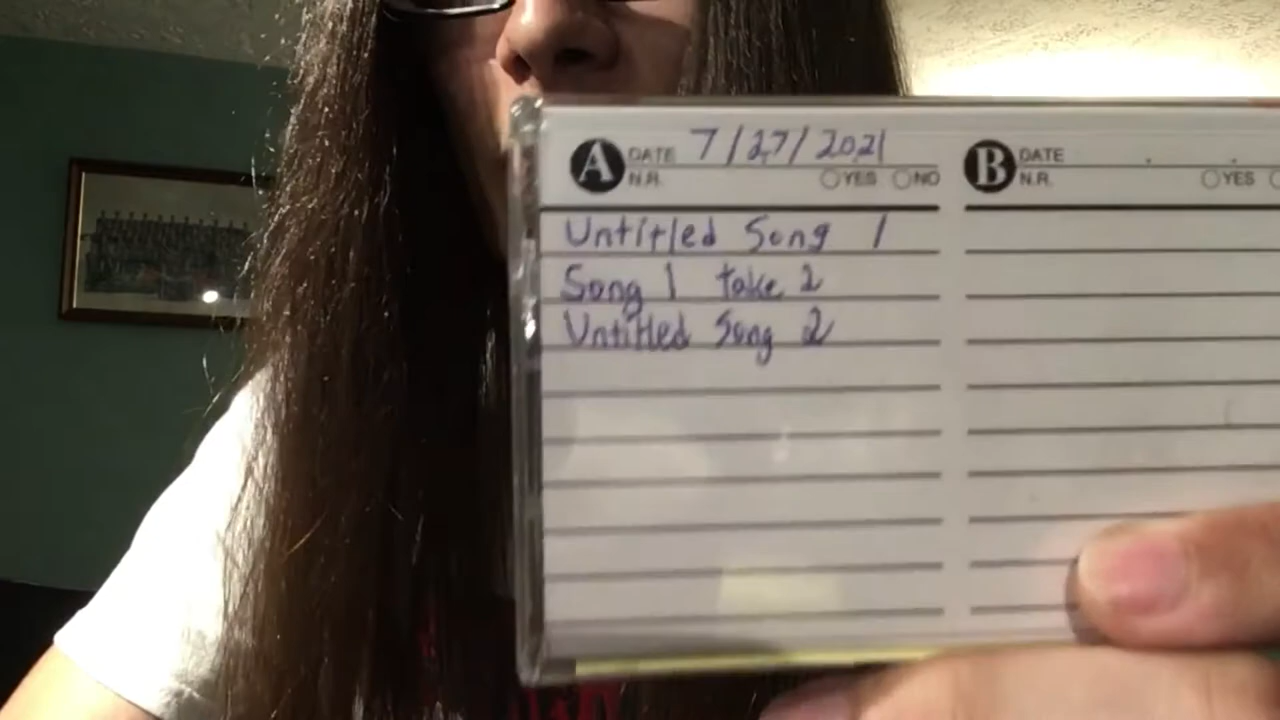 A DATE 7/27/2021
N.R. YES NO
Untitled Song 1
Song 1 take 2
Untitled Song 2
B DATE
N.R. YES